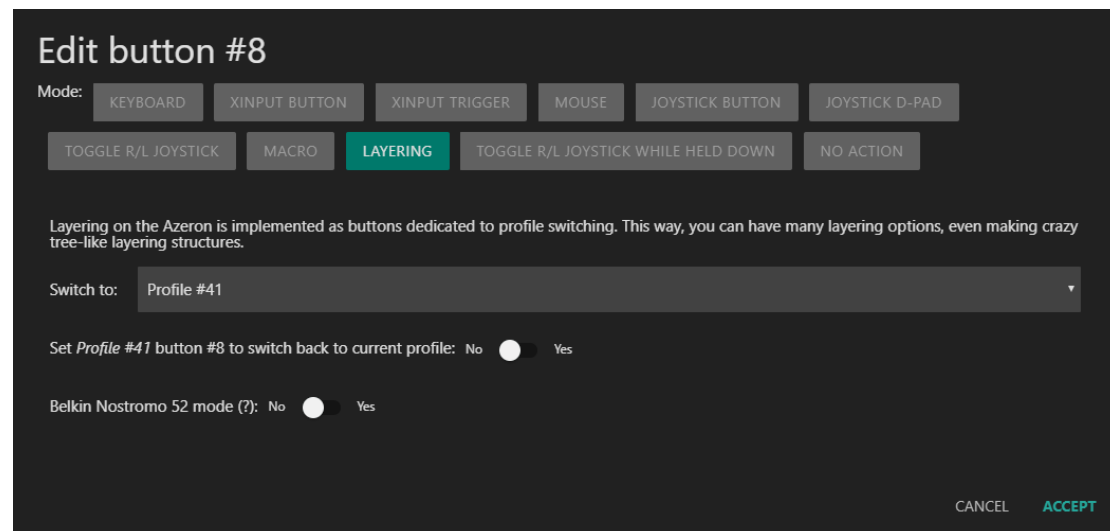 Edit button #8
Mode: KEYBOARD XINPUT BUTTON XINPUT TRIGGER MOUSE JOYSTICK BUTTON JOYSTICK D-PAD
TOGGLE R/L JOYSTICK MACRO LAYERING TOGGLE R/L JOYSTICK WHILE HELD DOWN NO ACTION
Layering on the Azeron is implemented as buttons dedicated to profile switching. This way, you can have many layering options, even making crazy
tree-like layering structures.
Switch to: Profile #41
Set Profile #41 button #8 to switch back to current profile: No Yes
Belkin Nostromo 52 mode (?): No Yes
CANCEL ACCEPT